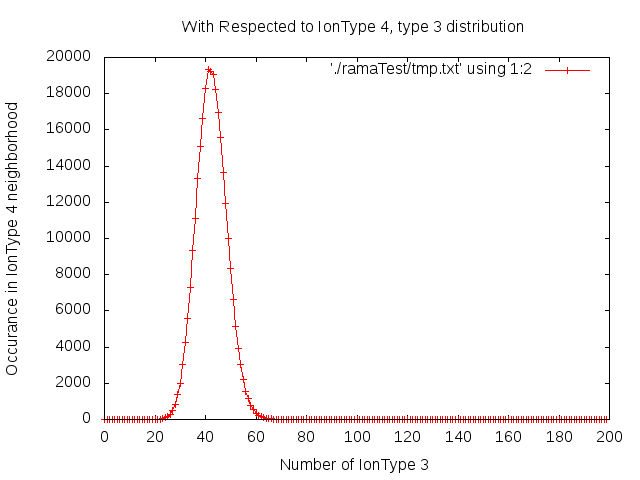 With Respected to IonType 4, type 3 distribution
'./ramaTest/tmp.txt' using 1:2
20000
18000
16000
14000
12000
10000
8000
6000
4000
2000
0
Occurance in IonType 4 neighborhood
0 20 40 60 80 100 120 140 160 180 200
Number of IonType 3